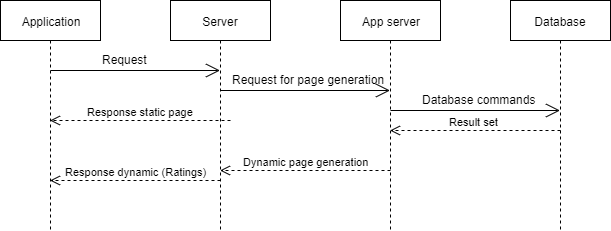 Application
Server
App server
Database
Request
Request for page generation
Database commands
Response static page
Result set
Dynamic page generation
Response dynamic (Ratings)